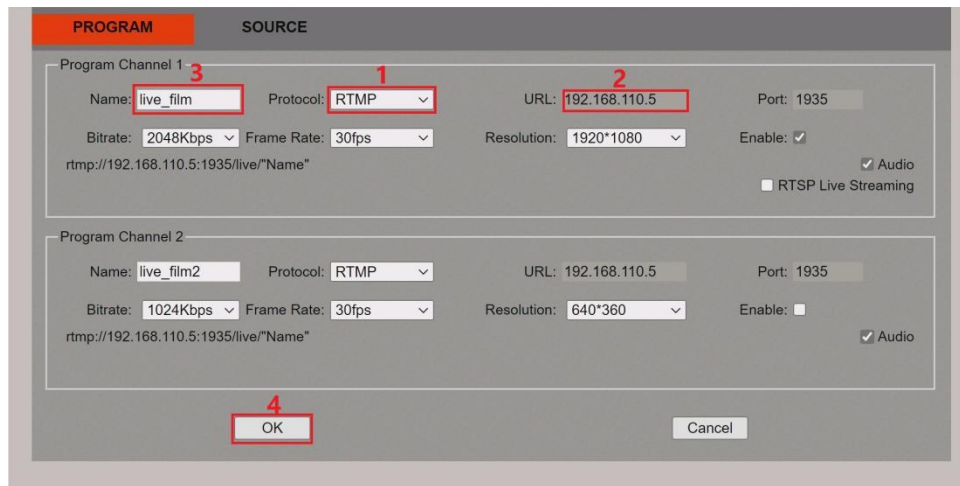 PROGRAM SOURCE
Program Channel 1
3 1 2
Name: live_film Protocol: RTMP URL: 192.168.110.5 Port: 1935
Bitrate: 2048Kbps Frame Rate: 30fps Resolution: 1920*1080 Enable:
rtmp://192.168.110.5:1935/live/"Name"
Audio
RTSP Live Streaming
Program Channel 2
Name: live_film2 Protocol: RTMP URL: 192.168.110.5 Port: 1935
Bitrate: 1024Kbps Frame Rate: 30fps Resolution: 640*360 Enable:
rtmp://192.168.110.5:1935/live/"Name"
Audio
4
OK Cancel